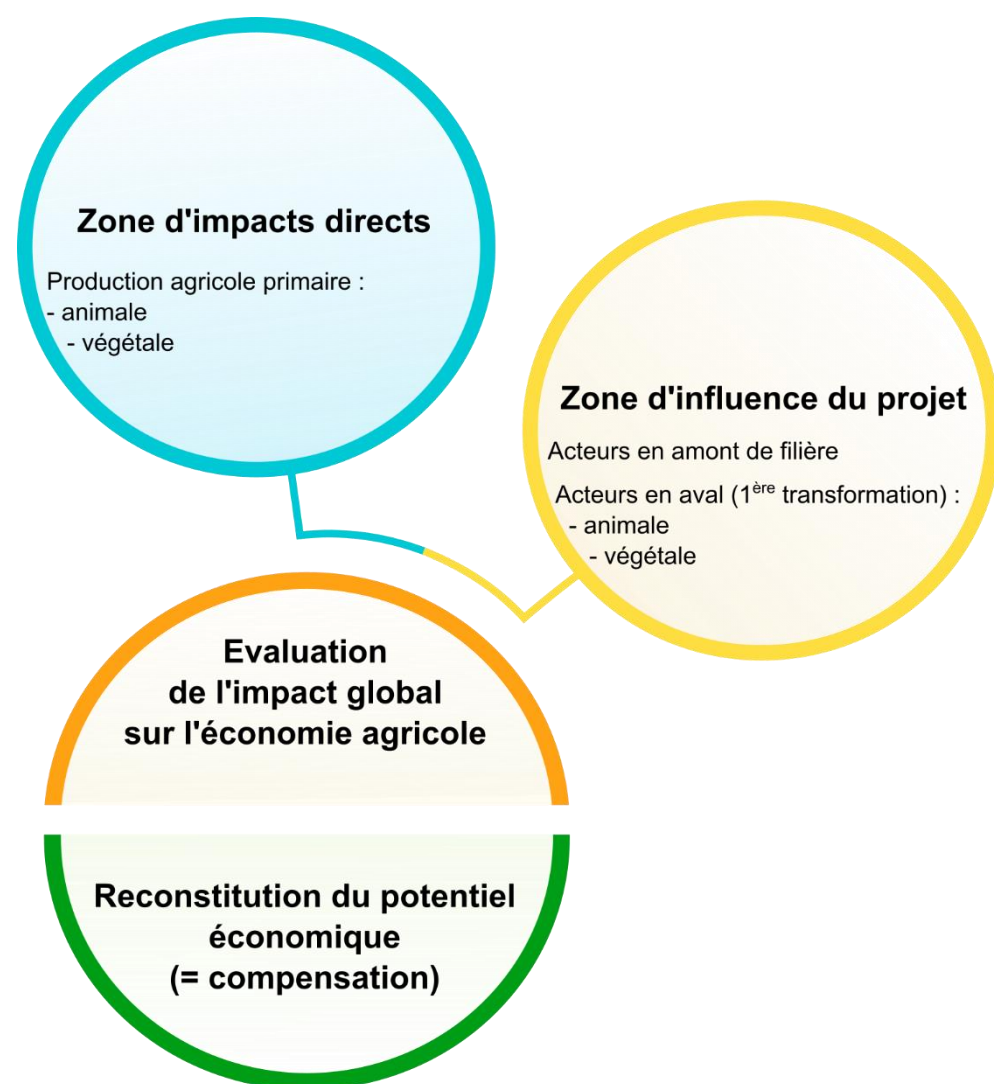 Zone d'impacts directs
Production agricole primaire :
- animale
- végétale
Zone d'influence du projet
Acteurs en amont de filière
Acteurs en aval (1ère transformation) :
- animale
- végétale
Evaluation
de l'impact global
sur l'économie agricole
Reconstitution du potentiel
économique
(= compensation)